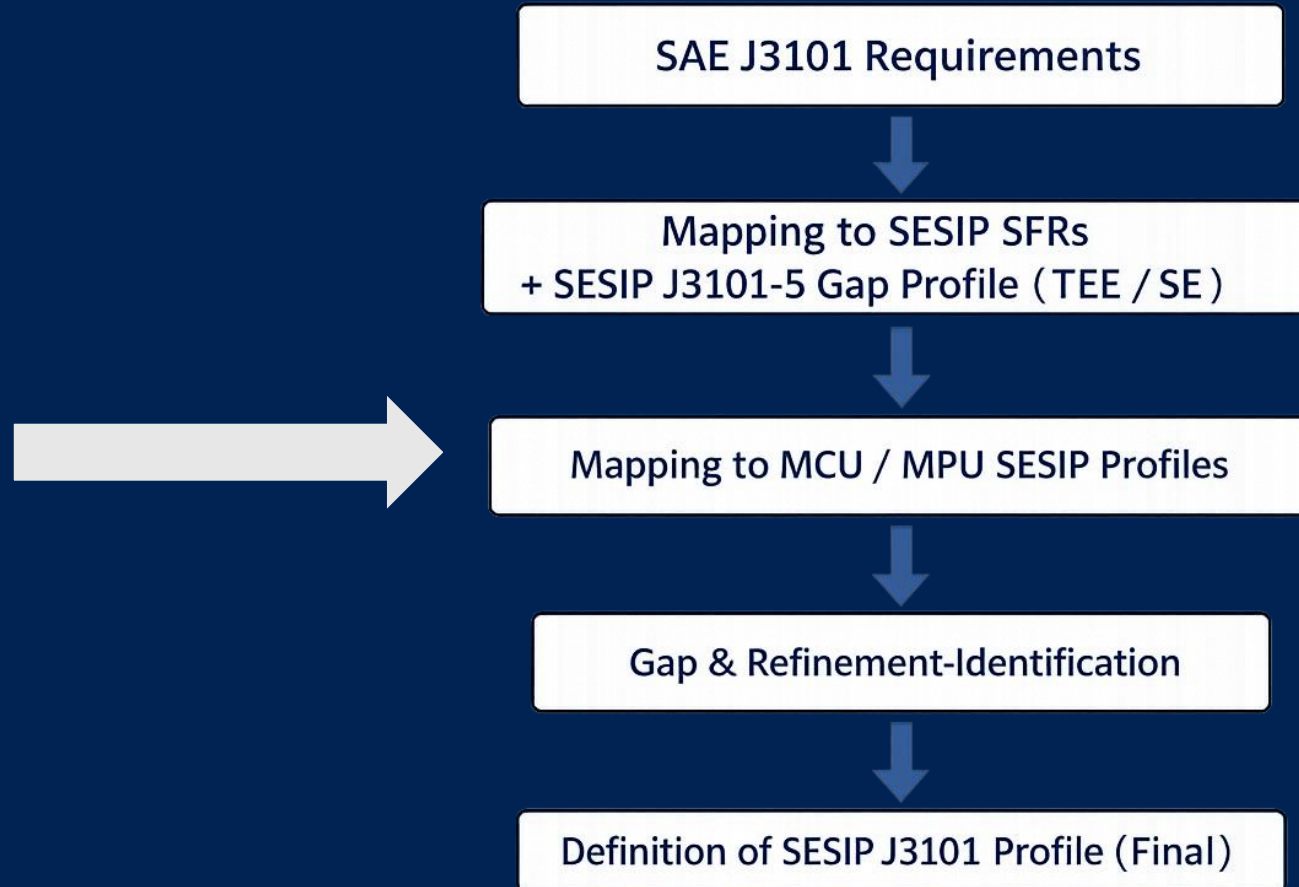 SAE J3101 Requirements
Mapping to SESIP SFRs
+ SESIP J3101-5 Gap Profile (TEE / SE)
Mapping to MCU / MPU SESIP Profiles
Gap & Refinement-Identification
Definition of SESIP J3101 Profile (Final)